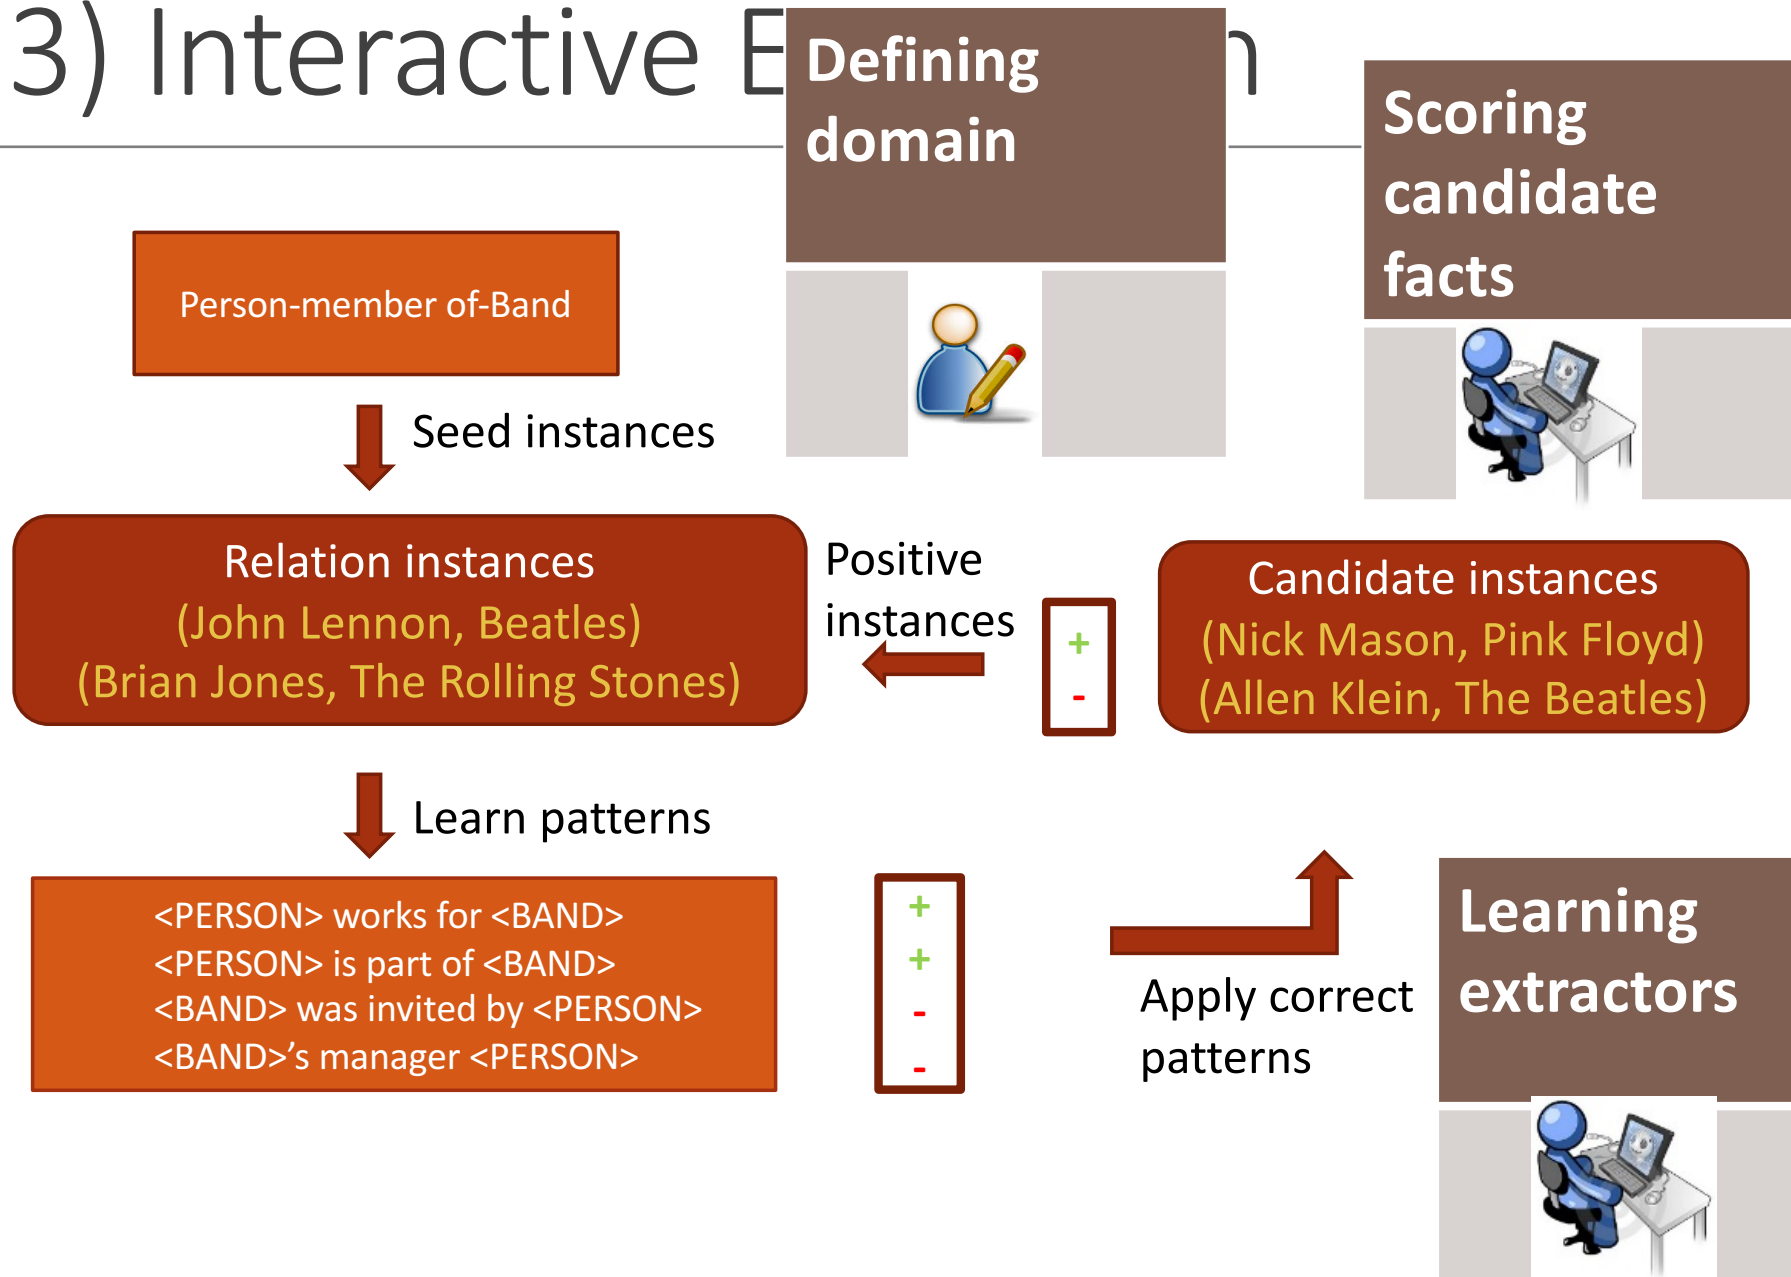 3) Interactive
Defining
domain
Scoring
candidate
facts
Person-member of-Band
Seed instances
Relation instances
(John Lennon, Beatles)
(Brian Jones, The Rolling Stones)
Positive
instances
+
-
Candidate instances
(Nick Mason, Pink Floyd)
(Allen Klein, The Beatles)
Learn patterns
<PERSON> works for <BAND>
<PERSON> is part of <BAND>
<BAND> was invited by <PERSON>
<BAND>’s manager <PERSON>
+
+
-
-
Apply correct
patterns
Learning
extractors